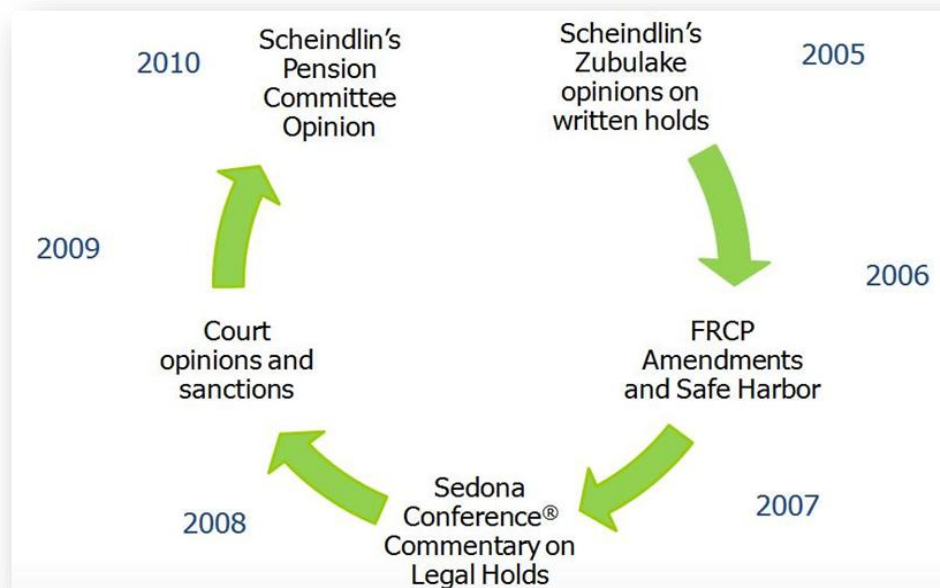 2005
Scheindlin's
Zubulake
opinions on
written holds
2006
FRCP
Amendments
and Safe Harbor
2007
Sedona
Conference®
Commentary on
Legal Holds
2008
Court
opinions and
sanctions
2009
2010
Scheindlin's
Pension
Committee
Opinion